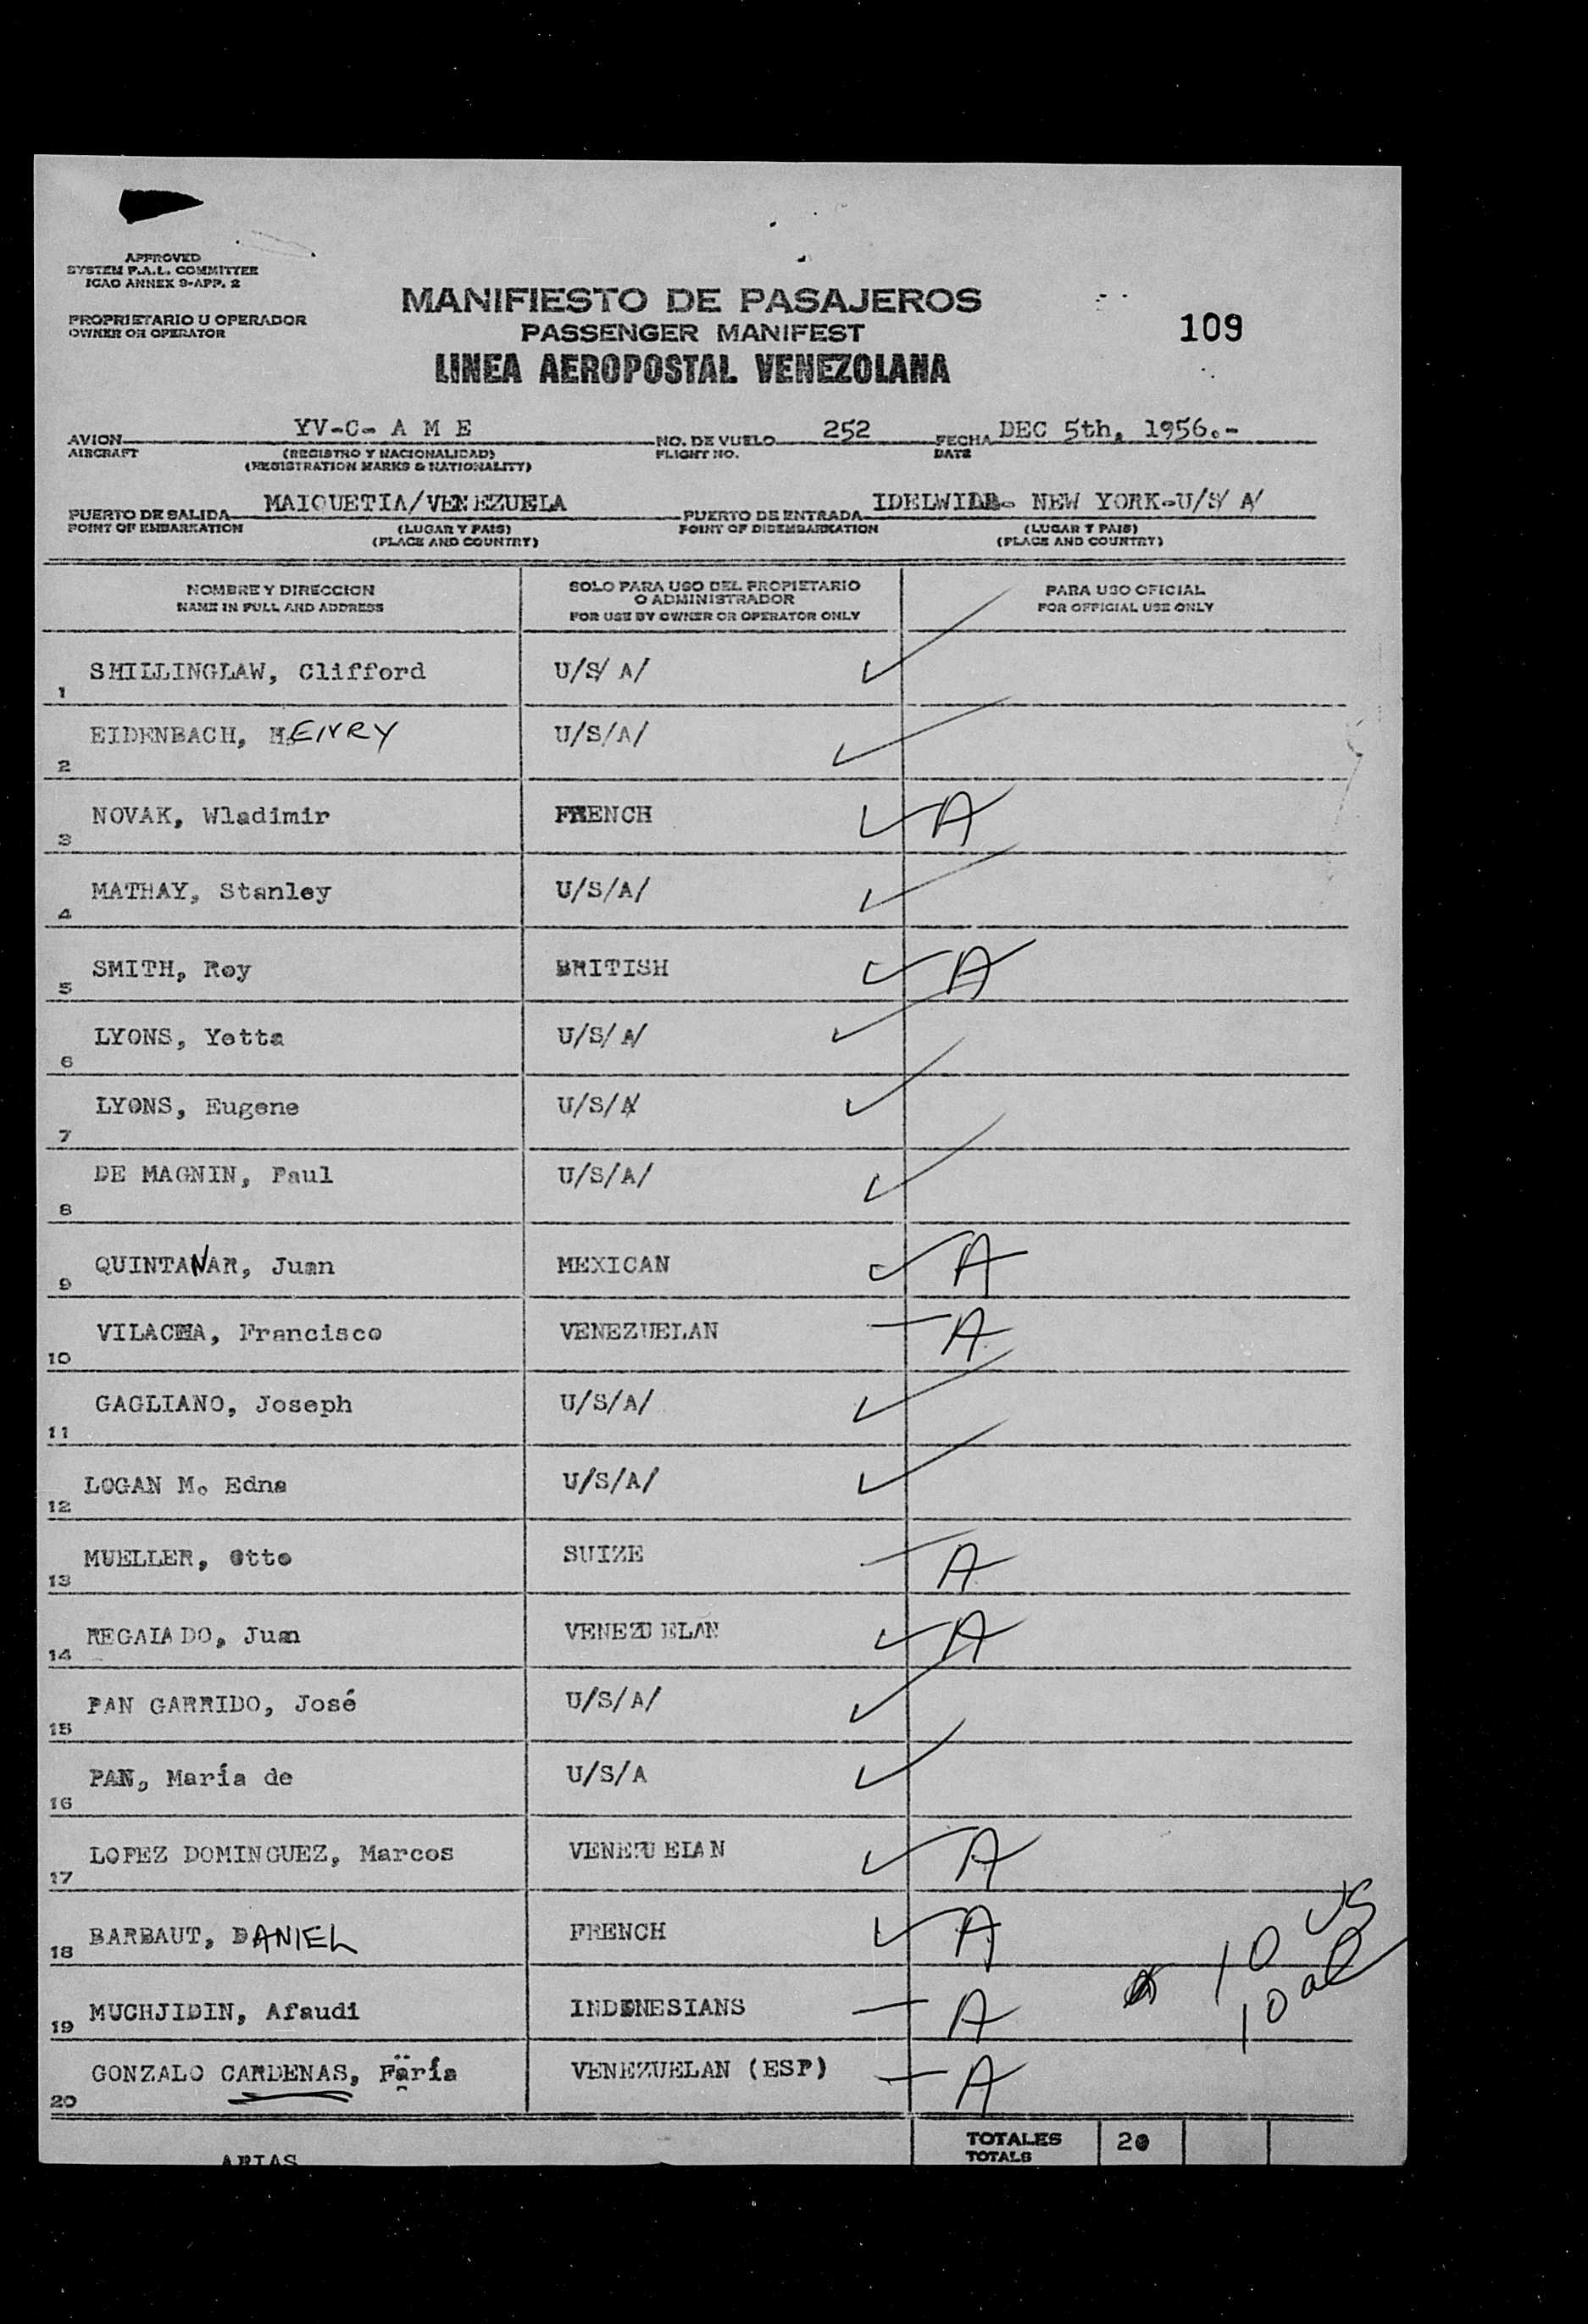 APPROVED
SYSTEM F.A.L. COMMITTEE
ICAO ANNEX 9-APP. 2
PROPRIETARIO U OPERADOR
OWNER OR OPERATOR
MANIFIESTO DE PASAJEROS
PASSENGER MANIFEST
LINEA AEROPOSTAL VENEZOLANA
109
AVION YV-C- A M E NO. DE VUELO 252 FECHA DEC 5th, 1956.-
AIRCRAFT (REGISTRO Y NACIONALIDAD) FLIGHT NO. DATE
(REGISTRATION MARKS & NATIONALITY)
PUERTO DE SALIDA MAIQUETIA/VENEZUELA PUERTO DE ENTRADA IDELWILD- NEW YORK-U/S/ A/
POINT OF EMBARKATION (LUGAR Y PAIS) POINT OF DISEMBARKATION (LUGAR Y PAIS)
(PLACE AND COUNTRY) (PLACE AND COUNTRY)
NOMBRE Y DIRECCION SOLO PARA USO DEL PROPIETARIO PARA USO OFICIAL
O ADMINISTRADOR
NAME IN FULL AND ADDRESS FOR USE BY OWNER OR OPERATOR ONLY FOR OFFICIAL USE ONLY
1 SHILLINGLAW, Clifford U/S/ A/ ✓
2 EIDENBACH, HENRY U/S/A/ ✓
3 NOVAK, Wladimir FRENCH ✓ A
4 MATHAY, Stanley U/S/A/ ✓
5 SMITH, Roy BRITISH ✓ A
6 LYONS, Yetta U/S/ A/ ✓
7 LYONS, Eugene U/S/A/ ✓
8 DE MAGNIN, Paul U/S/A/ ✓
9 QUINTANAR, Juan MEXICAN ✓ A
10 VILACHA, Francisco VENEZUELAN — A
11 GAGLIANO, Joseph U/S/A/ ✓
12 LOGAN M. Edna U/S/A/ ✓
13 MUELLER, Otto SUIZE — A
14 REGALADO, Juan VENEZUELAN ✓ A
15 PAN GARRIDO, José U/S/A/ ✓
16 PAN, María de U/S/A ✓
17 LOPEZ DOMINGUEZ, Marcos VENEZUELAN ✓ A
18 BARBAUT, DANIEL FRENCH ✓ A
10 US
19 MUCHJIDIN, Afaudi INDONESIANS — A
10 al
20 GONZALO CARDENAS, Faría VENEZUELAN (ESP) — A
TOTALES 20
TOTALS
ARIAS